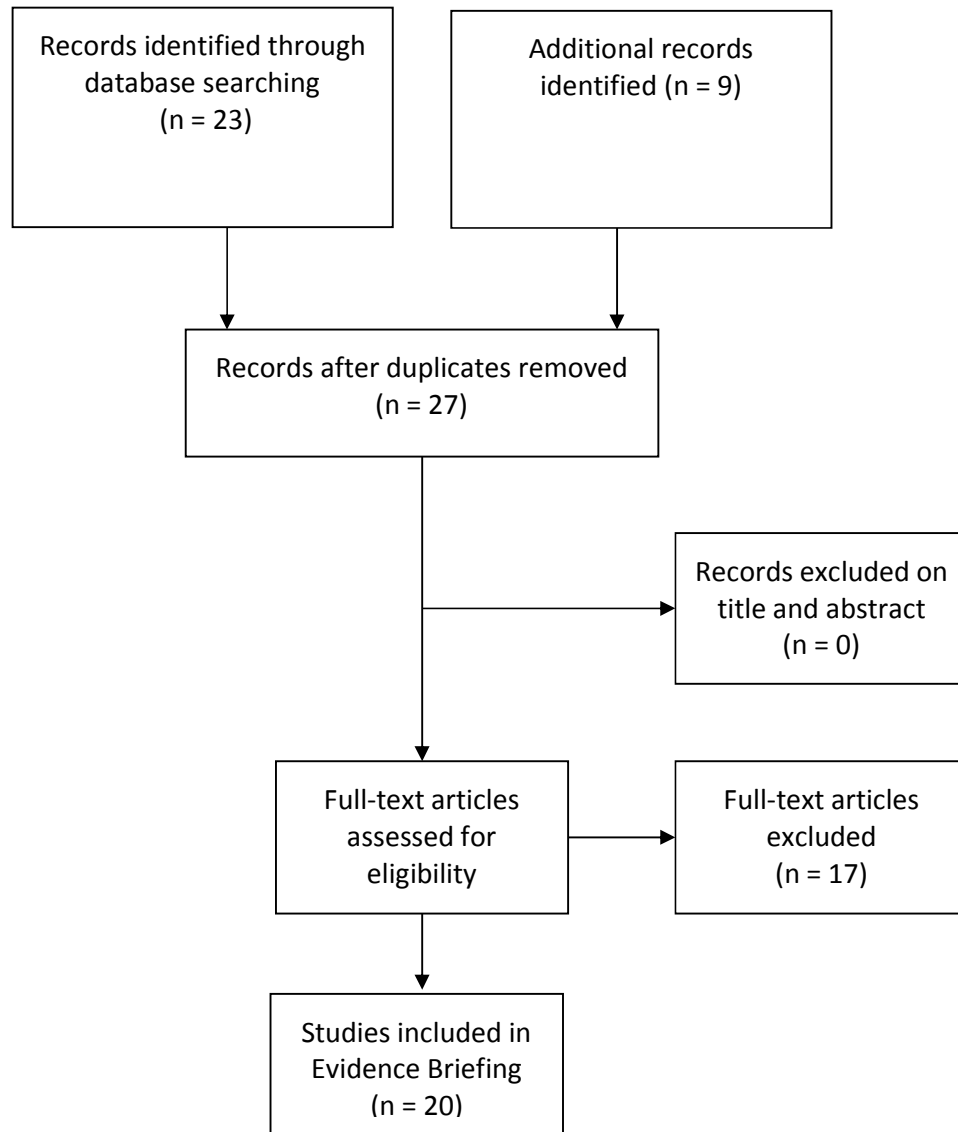 Records identified through
database searching
(n = 23)
Additional records
identified (n = 9)
Records after duplicates removed
(n = 27)
Records excluded on
title and abstract
(n = 0)
Full-text articles
assessed for
eligibility
Full-text articles
excluded
(n = 17)
Studies included in
Evidence Briefing
(n = 20)